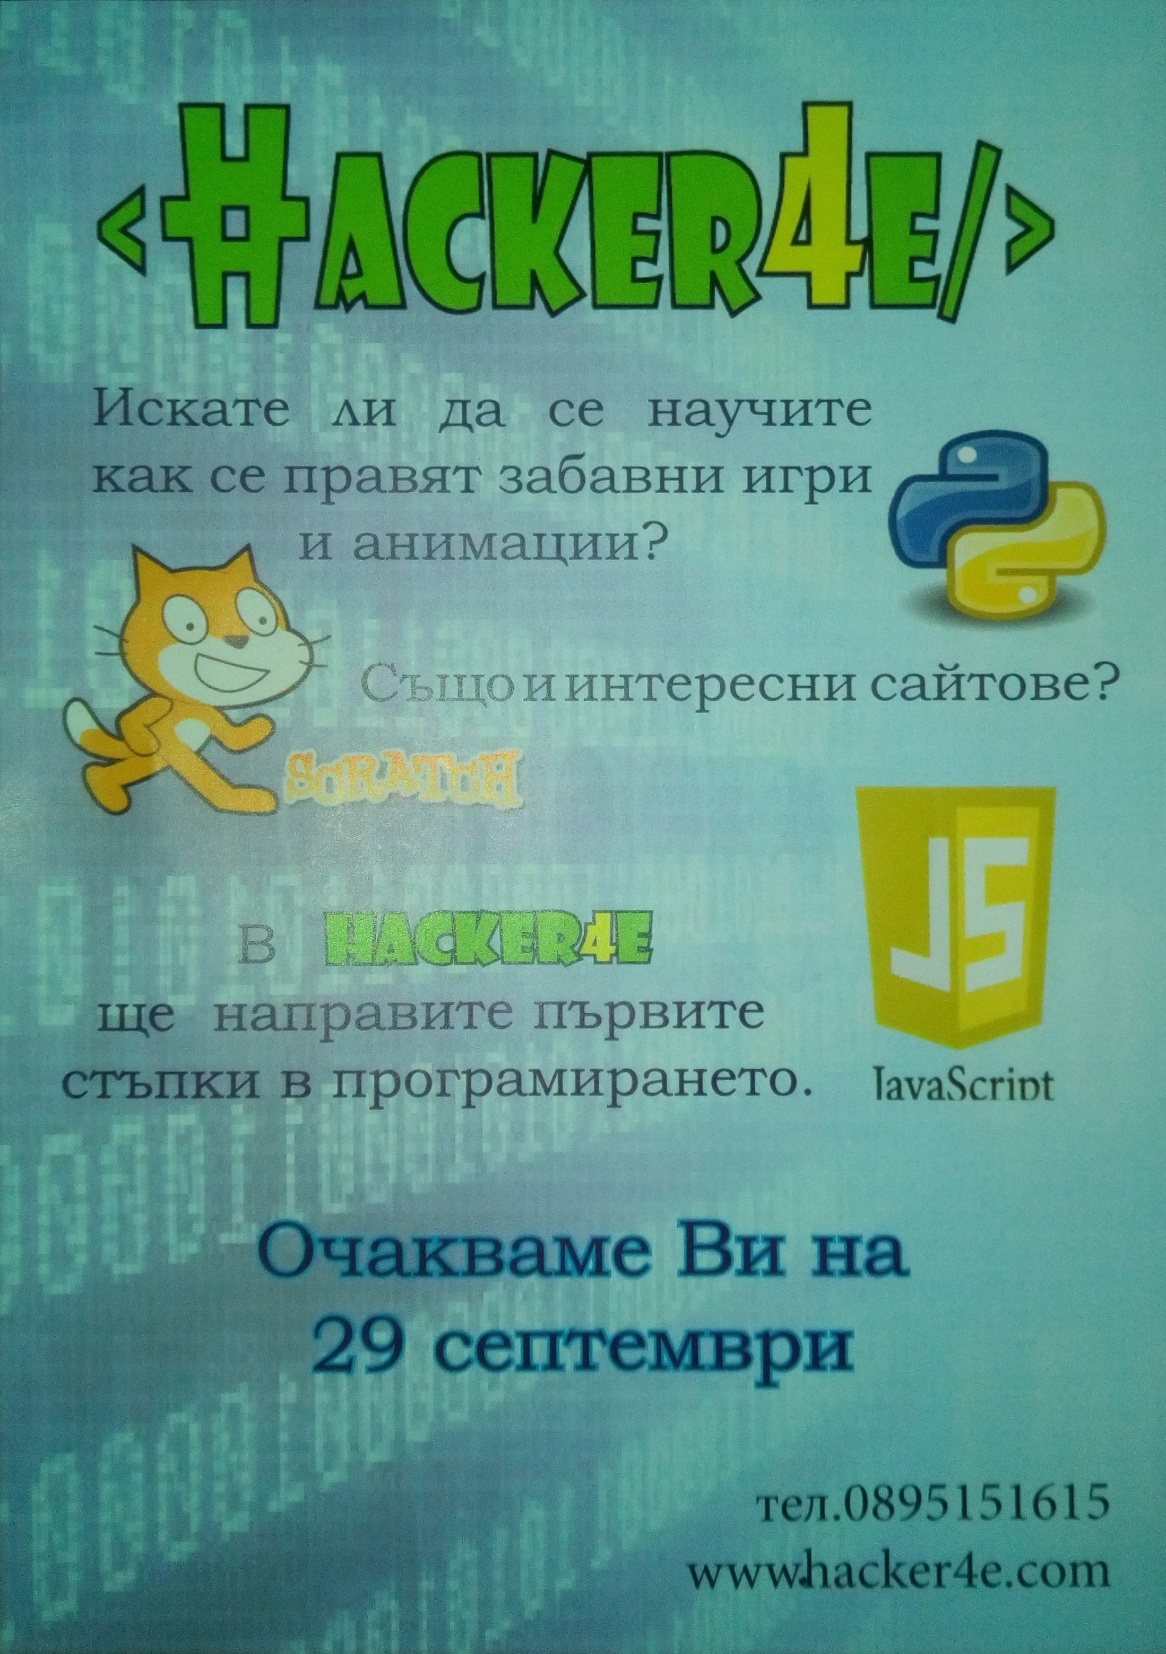 <HACKER4E/>
Искате ли да се научите
как се правят забавни игри
и анимации?
Също и интересни сайтове?
SCRATCH
JS
JavaScript
В HACKER4E
ще направите първите
стъпки в програмирането.
Очакваме Ви на
29 септември
тел.0895151615
www.hacker4e.com